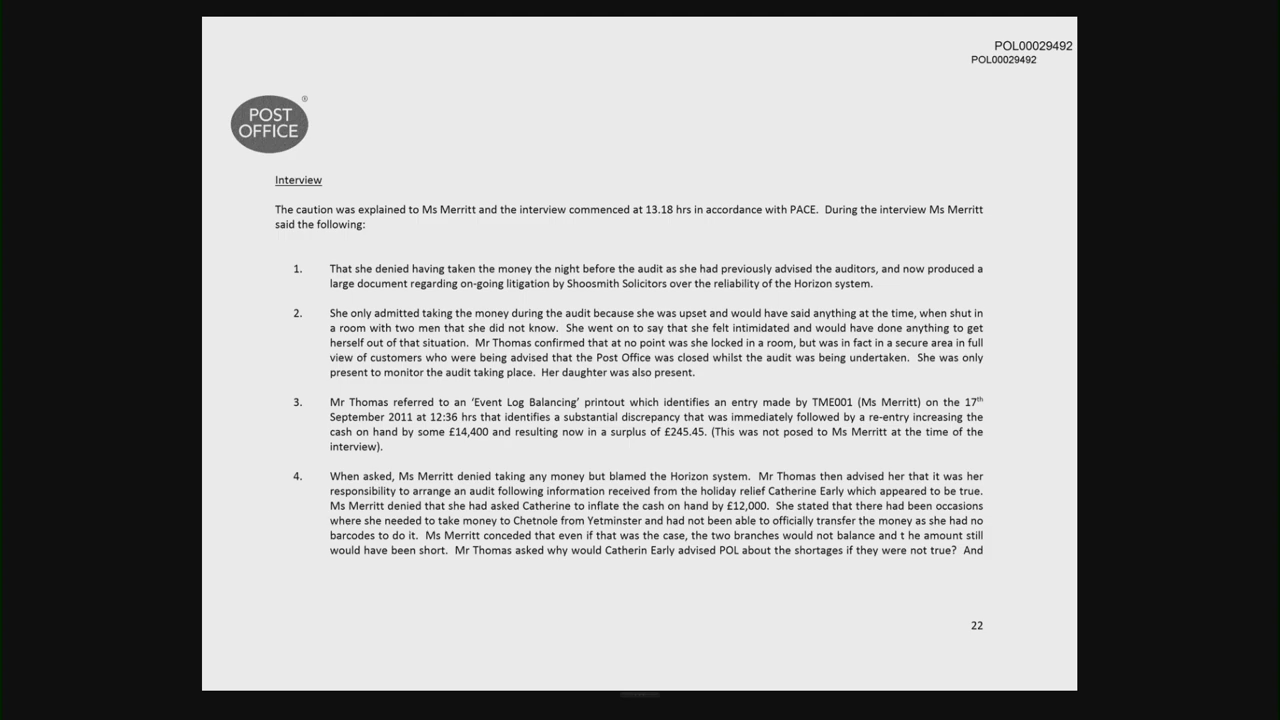 POL00029492
POL00029492
POST
OFFICE
®
Interview
The caution was explained to Ms Merritt and the interview commenced at 13.18 hrs in accordance with PACE. During the interview Ms Merritt
said the following:
1. That she denied having taken the money the night before the audit as she had previously advised the auditors, and now produced a
large document regarding on-going litigation by Shoosmith Solicitors over the reliability of the Horizon system.
2. She only admitted taking the money during the audit because she was upset and would have said anything at the time, when shut in
a room with two men that she did not know. She went on to say that she felt intimidated and would have done anything to get
herself out of that situation. Mr Thomas confirmed that at no point was she locked in a room, but was in fact in a secure area in full
view of customers who were being advised that the Post Office was closed whilst the audit was being undertaken. She was only
present to monitor the audit taking place. Her daughter was also present.
3. Mr Thomas referred to an ‘Event Log Balancing’ printout which identifies an entry made by TME001 (Ms Merritt) on the 17th
September 2011 at 12:36 hrs that identifies a substantial discrepancy that was immediately followed by a re-entry increasing the
cash on hand by some £14,400 and resulting now in a surplus of £245.45. (This was not posed to Ms Merritt at the time of the
interview).
4. When asked, Ms Merritt denied taking any money but blamed the Horizon system. Mr Thomas then advised her that it was her
responsibility to arrange an audit following information received from the holiday relief Catherine Early which appeared to be true.
Ms Merritt denied that she had asked Catherine to inflate the cash on hand by £12,000. She stated that there had been occasions
where she needed to take money to Chetnole from Yetminster and had not been able to officially transfer the money as she had no
barcodes to do it. Ms Merritt conceded that even if that was the case, the two branches would not balance and t he amount still
would have been short. Mr Thomas asked why would Catherin Early advised POL about the shortages if they were not true? And
22